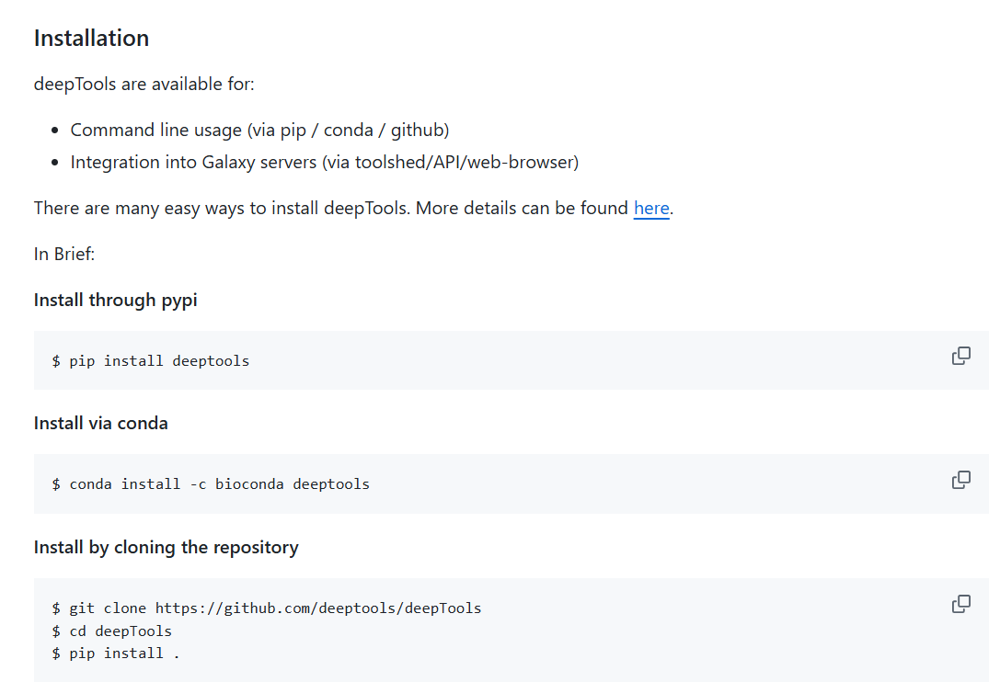 Installation
deepTools are available for:
• Command line usage (via pip / conda / github)
• Integration into Galaxy servers (via toolshed/API/web-browser)
There are many easy ways to install deepTools. More details can be found here.
In Brief:
Install through pypi
$ pip install deeptools
Install via conda
$ conda install -c bioconda deeptools
Install by cloning the repository
$ git clone https://github.com/deeptools/deepTools
$ cd deepTools
$ pip install .